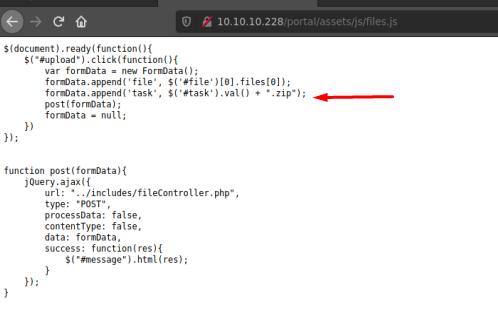 10.10.10.228/portal/assets/js/files.js
$(document).ready(function(){
    $("#upload").click(function(){
        var formData = new FormData();
        formData.append('file', $('#file')[0].files[0]);
        formData.append('task', $('#task').val() + ".zip");
        post(formData);
        formData = null;
    })
});
function post(formData){
    jQuery.ajax({
        url: "../includes/fileController.php",
        type: "POST",
        processData: false,
        contentType: false,
        data: formData,
        success: function(res){
            $("#message").html(res);
        }
    });
}